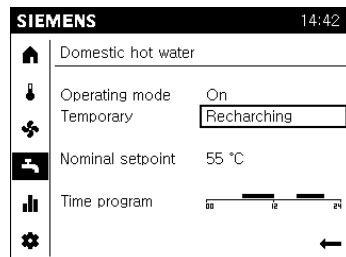 SIEMENS 14:42
Domestic hot water
Operating mode On
Temporary Recharching
Nominal setpoint 55 °C
Time program
00 12 24